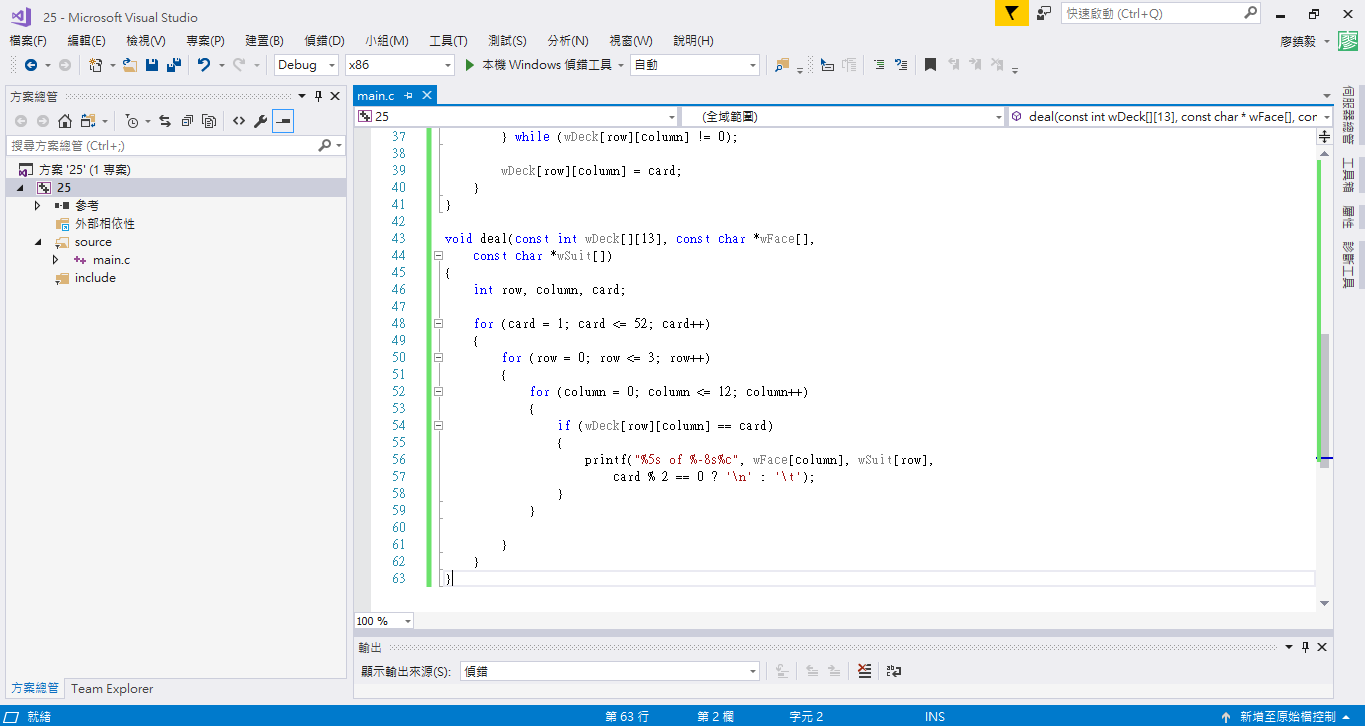 25 - Microsoft Visual Studio
快速啟動 (Ctrl+Q)
檔案(F) 編輯(E) 檢視(V) 專案(P) 建置(B) 偵錯(D) 小組(M) 工具(T) 測試(S) 分析(N) 視窗(W) 說明(H)
廖鎮毅 廖
Debug x86 本機 Windows 偵錯工具 自動
方案總管
搜尋方案總管 (Ctrl+;)
方案 '25' (1 專案)
25
參考
外部相依性
source
main.c
include
方案總管 Team Explorer
main.c
25 (全域範圍) deal(const int wDeck[][13], const char * wFace[], con
37 } while (wDeck[row][column] != 0);
38
39 wDeck[row][column] = card;
40 }
41 }
42
43 void deal(const int wDeck[][13], const char *wFace[],
44 const char *wSuit[])
45 {
46 int row, column, card;
47
48 for (card = 1; card <= 52; card++)
49 {
50 for (row = 0; row <= 3; row++)
51 {
52 for (column = 0; column <= 12; column++)
53 {
54 if (wDeck[row][column] == card)
55 {
56 printf("%5s of %-8s%c", wFace[column], wSuit[row],
57 card % 2 == 0 ? '\n' : '\t');
58 }
59 }
60
61 }
62 }
63 }
100 %
輸出
顯示輸出來源(S): 偵錯
伺服器總管
工具箱
屬性
診斷工具
就緒 第 63 行 第 2 欄 字元 2 INS 新增至原始檔控制